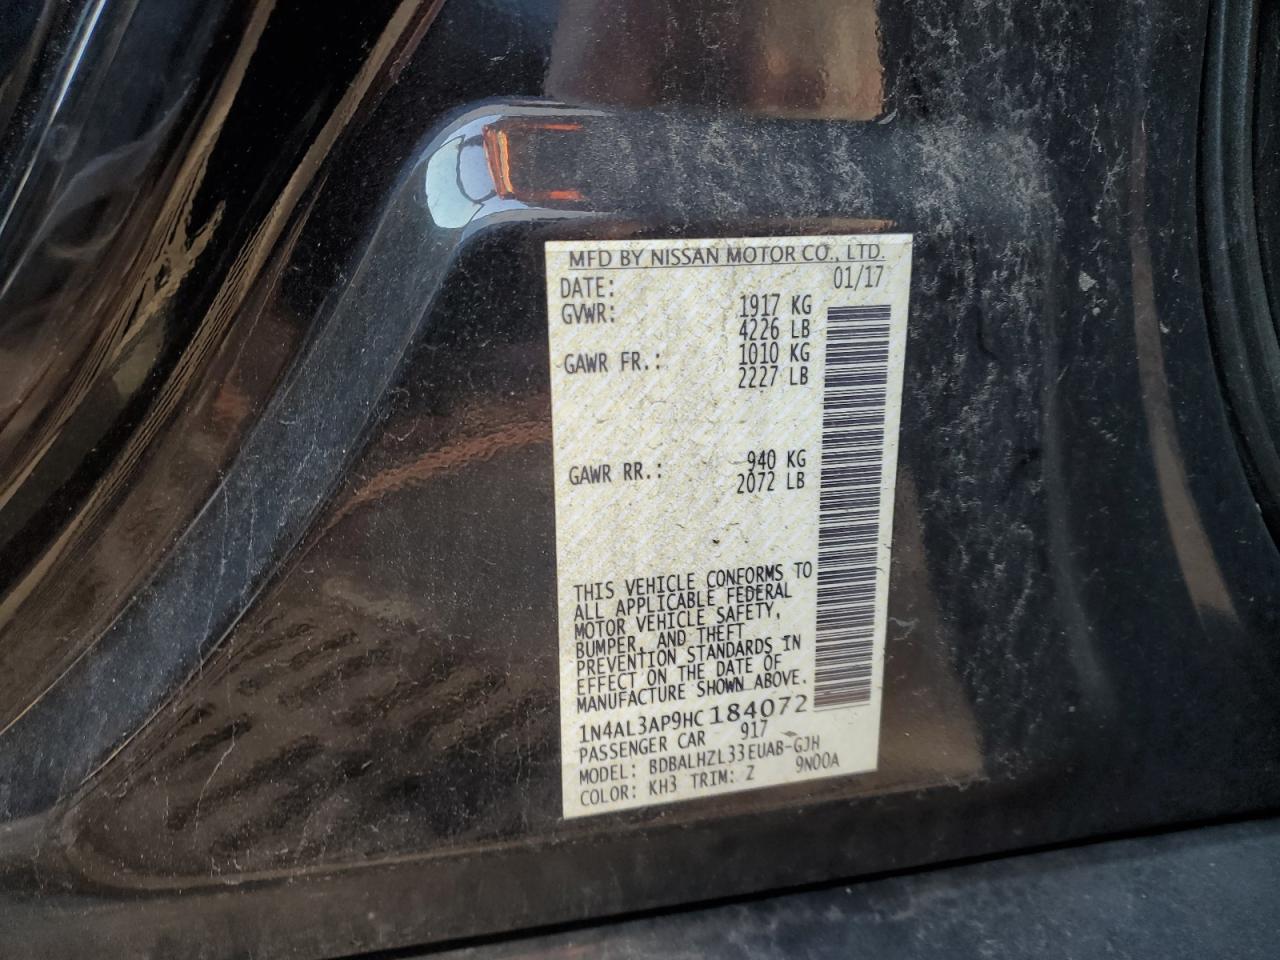 MFD BY NISSAN MOTOR CO., LTD.
DATE: 01/17
GVWR: 1917 KG
4226 LB
GAWR FR.: 1010 KG
2227 LB
GAWR RR.: 940 KG
2072 LB
THIS VEHICLE CONFORMS TO
ALL APPLICABLE FEDERAL
MOTOR VEHICLE SAFETY,
BUMPER, AND THEFT
PREVENTION STANDARDS IN
EFFECT ON THE DATE OF
MANUFACTURE SHOWN ABOVE.
1N4AL3AP9HC184072
PASSENGER CAR 917
MODEL: BDBALHZL33EUAB-GJH
COLOR: KH3 TRIM: Z 9N00A